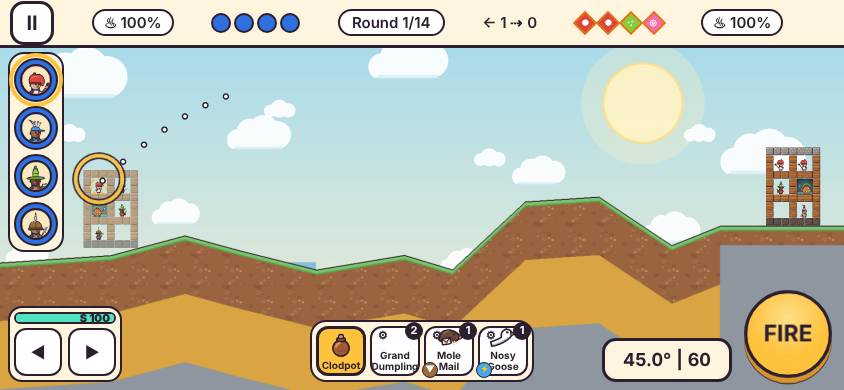 ♨ 100%
Round 1/14
← 1 ⇢ 0
♨ 100%
S 100
Clodpot
2
Grand
Dumpling
1
Mole
Mail
1
Nosy
Goose
45.0° | 60
FIRE